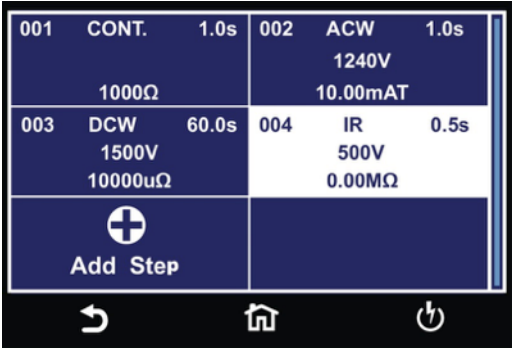 001 CONT. 1.0s
1000Ω
002 ACW 1.0s
1240V
10.00mAT
003 DCW 60.0s
1500V
10000uΩ
004 IR 0.5s
500V
0.00MΩ
Add Step